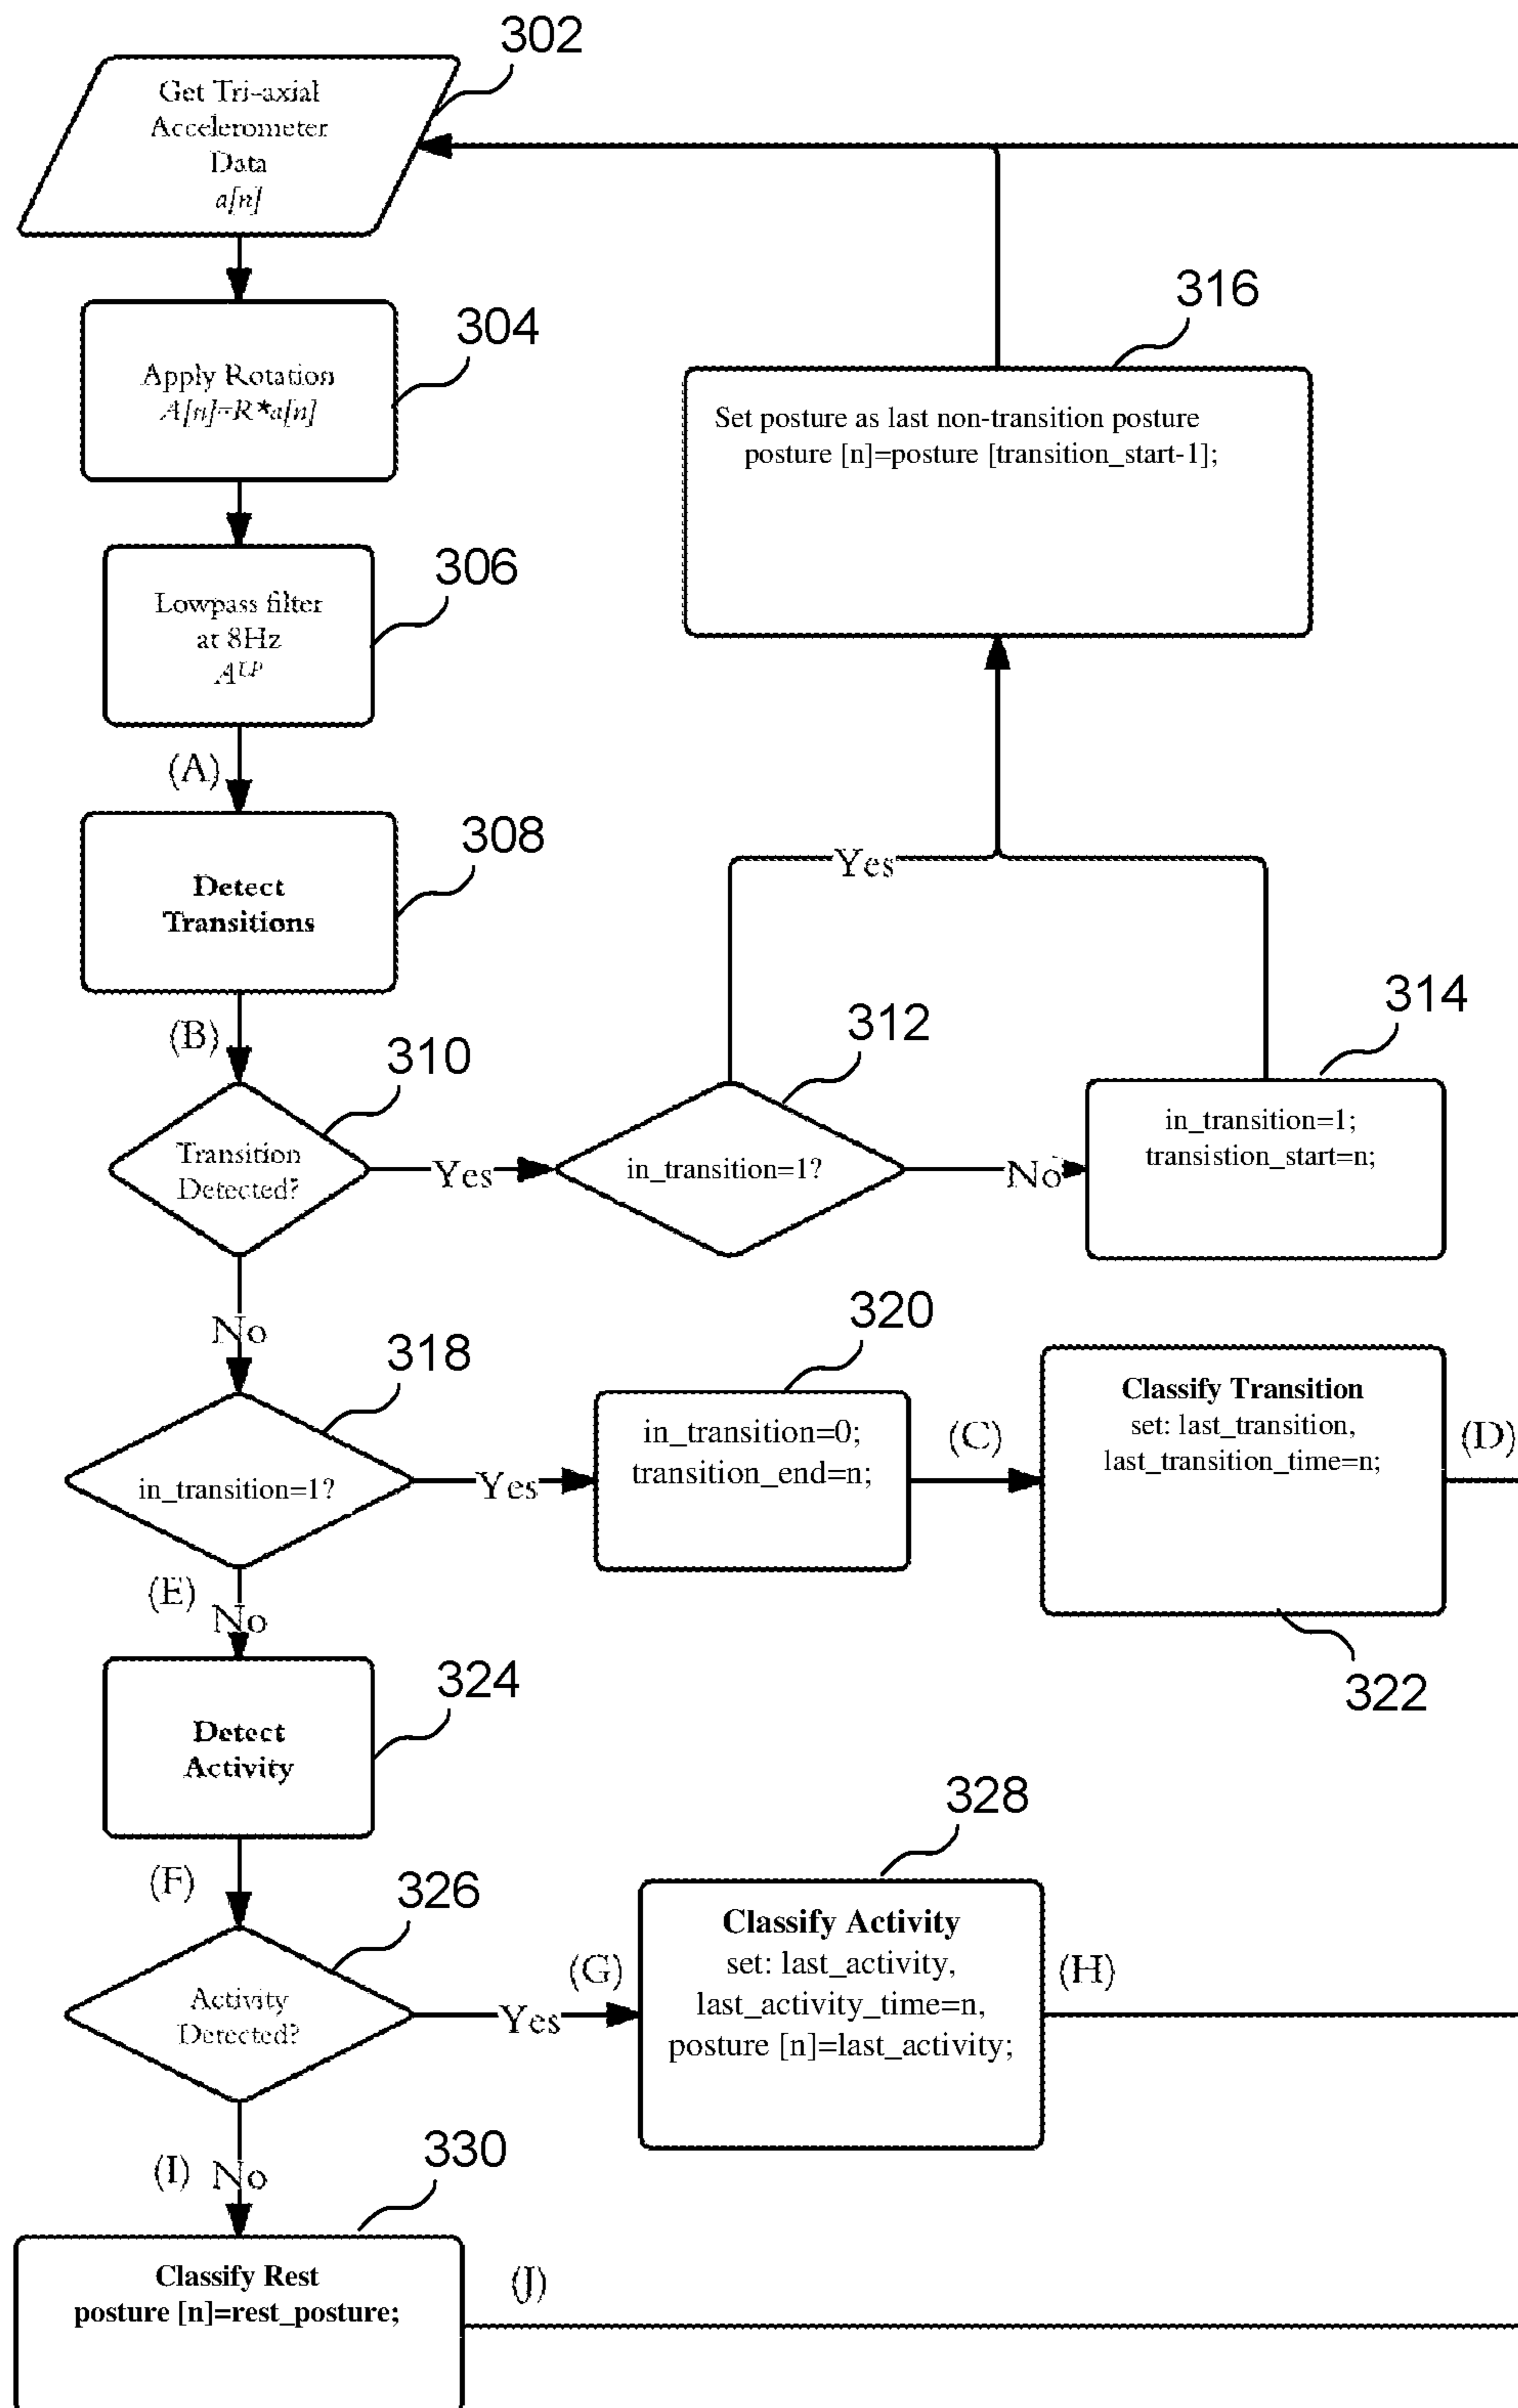 302
Get Tri-axial
Accelerometer
Data
a[n]
304
Apply Rotation
A[n]=R*a[n]
316
Set posture as last non-transition posture
posture [n]=posture [transition_start-1];
306
Lowpass filter
at 8Hz
A^LP
(A)
308
Detect
Transitions
Yes
(B)
310
Transition
Detected?
Yes
312
in_transition=1?
No
314
in_transition=1;
transistion_start=n;
No
318
in_transition=1?
Yes
320
in_transition=0;
transition_end=n;
(C)
Classify Transition
set: last_transition,
last_transition_time=n;
(D)
322
(E)
No
324
Detect
Activity
(F)
326
Activity
Detected?
Yes
(G)
328
Classify Activity
set: last_activity,
last_activity_time=n,
posture [n]=last_activity;
(H)
(I) No
330
Classify Rest
posture [n]=rest_posture;
(J)